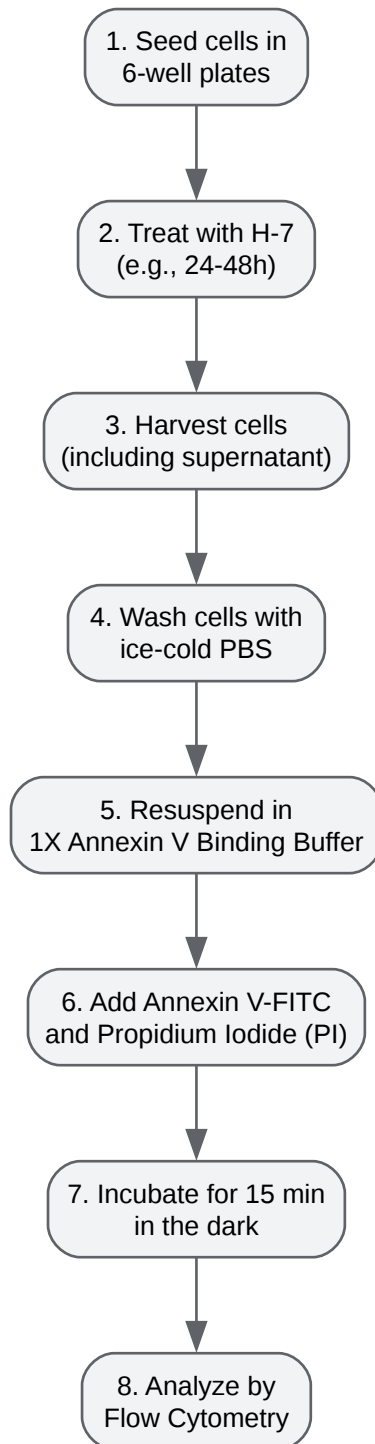 1. Seed cells in
6-well plates
2. Treat with H-7
(e.g., 24-48h)
3. Harvest cells
(including supernatant)
4. Wash cells with
ice-cold PBS
5. Resuspend in
1X Annexin V Binding Buffer
6. Add Annexin V-FITC
and Propidium Iodide (PI)
7. Incubate for 15 min
in the dark
8. Analyze by
Flow Cytometry